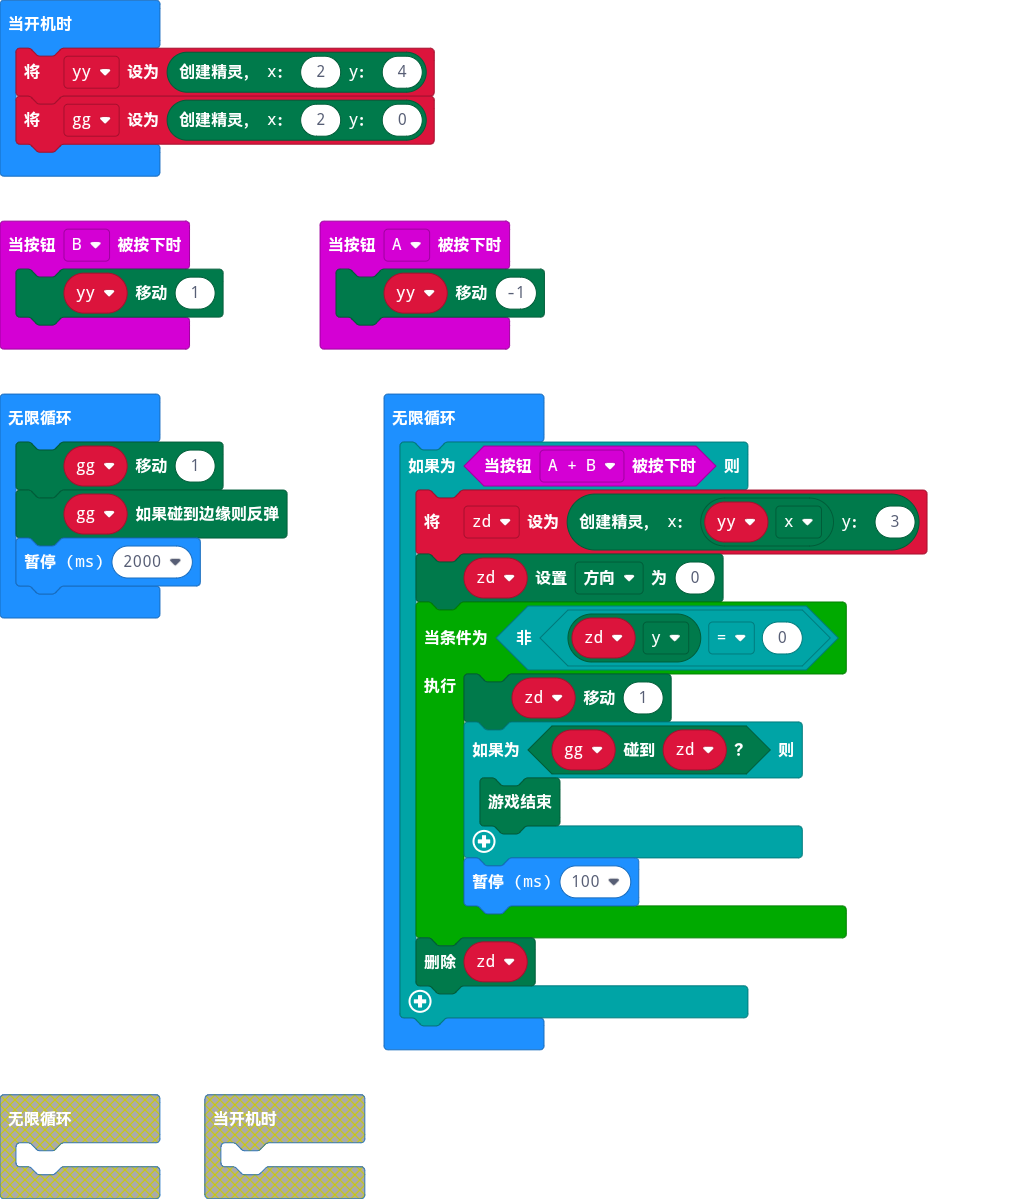 当开机时
将 yy 设为 创建精灵, x: 2 y: 4
将 gg 设为 创建精灵, x: 2 y: 0
当按钮 B 被按下时
yy 移动 1
当按钮 A 被按下时
yy 移动 -1
无限循环
gg 移动 1
gg 如果碰到边缘则反弹
暂停 (ms) 2000
无限循环
如果为 当按钮 A + B 被按下时 则
将 zd 设为 创建精灵, x: yy x y: 3
zd 设置 方向 为 0
当条件为 非 zd y = 0
执行 zd 移动 1
如果为 gg 碰到 zd ? 则
游戏结束
暂停 (ms) 100
删除 zd
无限循环
当开机时